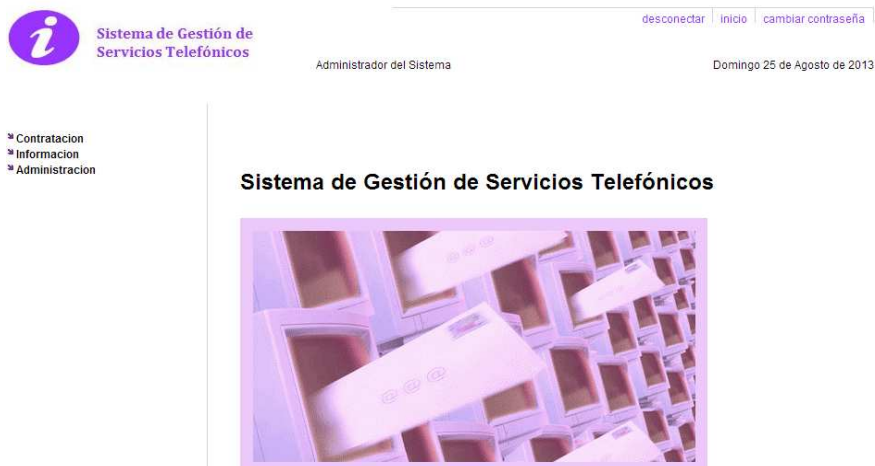 Sistema de Gestión de
Servicios Telefónicos
desconectar inicio cambiar contraseña
Administrador del Sistema
Domingo 25 de Agosto de 2013
Contratacion
Informacion
Administracion
Sistema de Gestión de Servicios Telefónicos
@ @ @
@ @ @